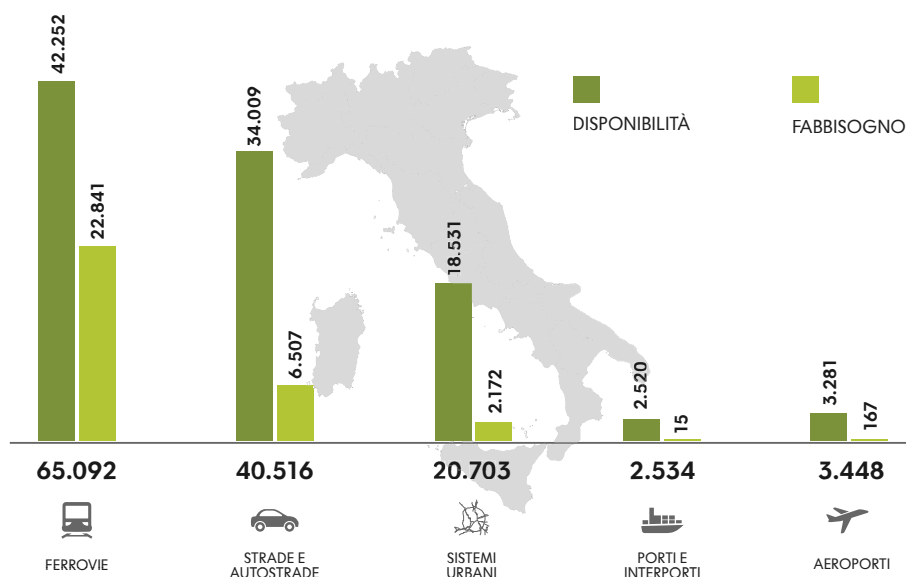 42.252
22.841
34.009
6.507
18.531
2.172
2.520
15
3.281
167
DISPONIBILITÀ
FABBISOGNO
65.092
40.516
20.703
2.534
3.448
FERROVIE
STRADE E
AUTOSTRADE
SISTEMI
URBANI
PORTI E
INTERPORTI
AEROPORTI